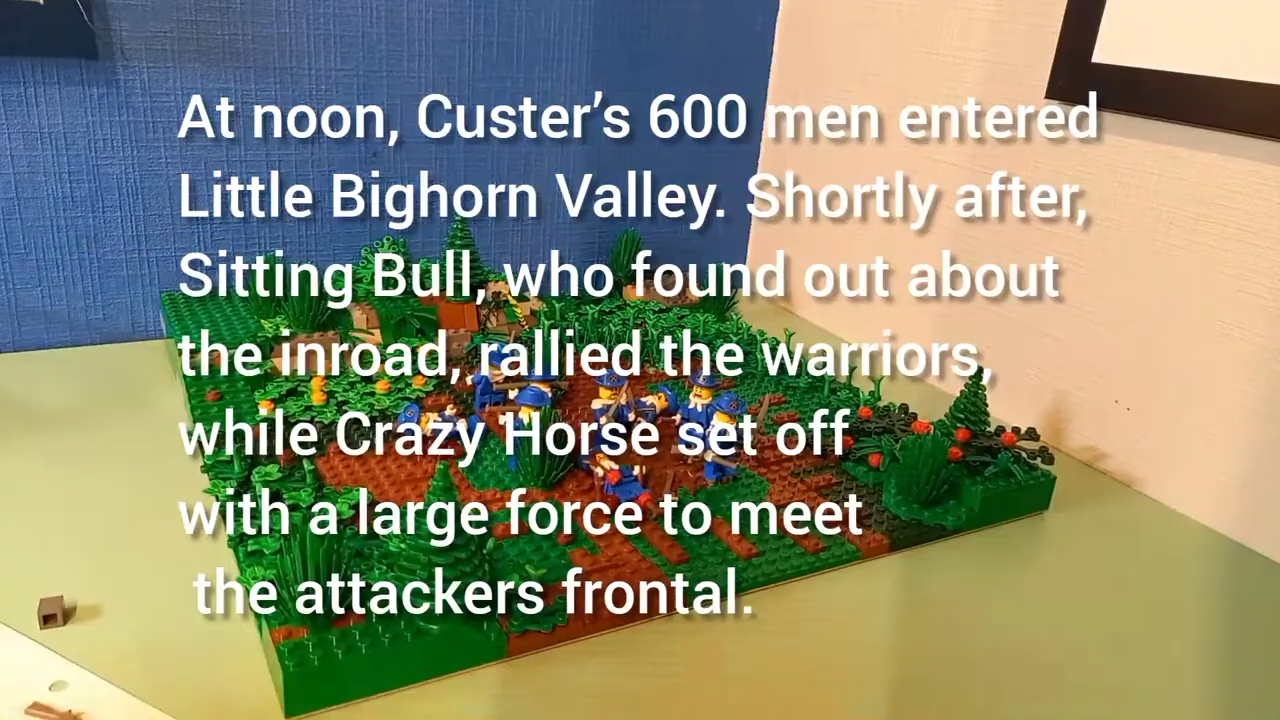 At noon, Custer’s 600 men entered
Little Bighorn Valley. Shortly after,
Sitting Bull, who found out about
the inroad, rallied the warriors,
while Crazy Horse set off
with a large force to meet
the attackers frontal.